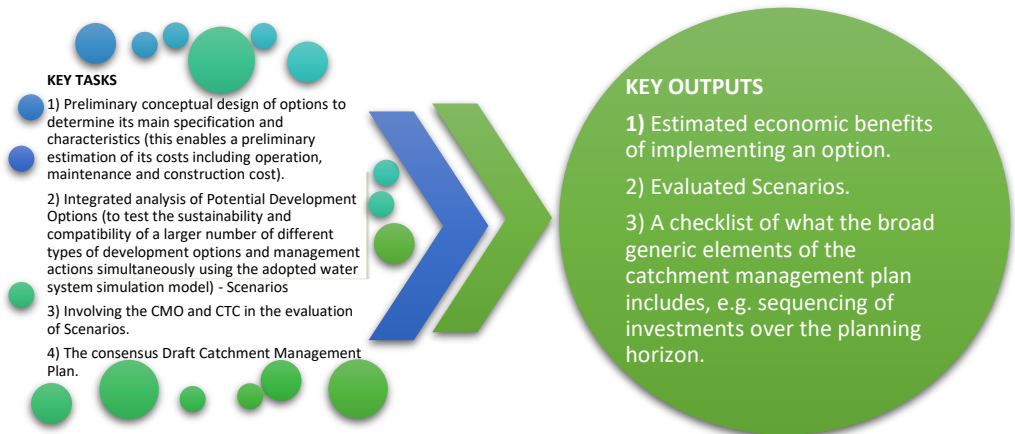 KEY TASKS
1) Preliminary conceptual design of options to
determine its main specification and
characteristics (this enables a preliminary
estimation of its costs including operation,
maintenance and construction cost).
2) Integrated analysis of Potential Development
Options (to test the sustainability and
compatibility of a larger number of different
types of development options and management
actions simultaneously using the adopted water
system simulation model) - Scenarios
3) Involving the CMO and CTC in the evaluation
of Scenarios.
4) The consensus Draft Catchment Management
Plan.
KEY OUTPUTS
1) Estimated economic benefits
of implementing an option.
2) Evaluated Scenarios.
3) A checklist of what the broad
generic elements of the
catchment management plan
includes, e.g. sequencing of
investments over the planning
horizon.